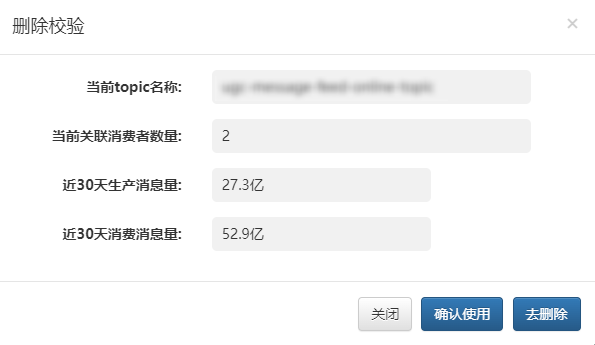 删除校验 ×
当前topic名称:
当前关联消费者数量: 2
近30天生产消息量: 27.3亿
近30天消费消息量: 52.9亿
关闭 确认使用 去删除